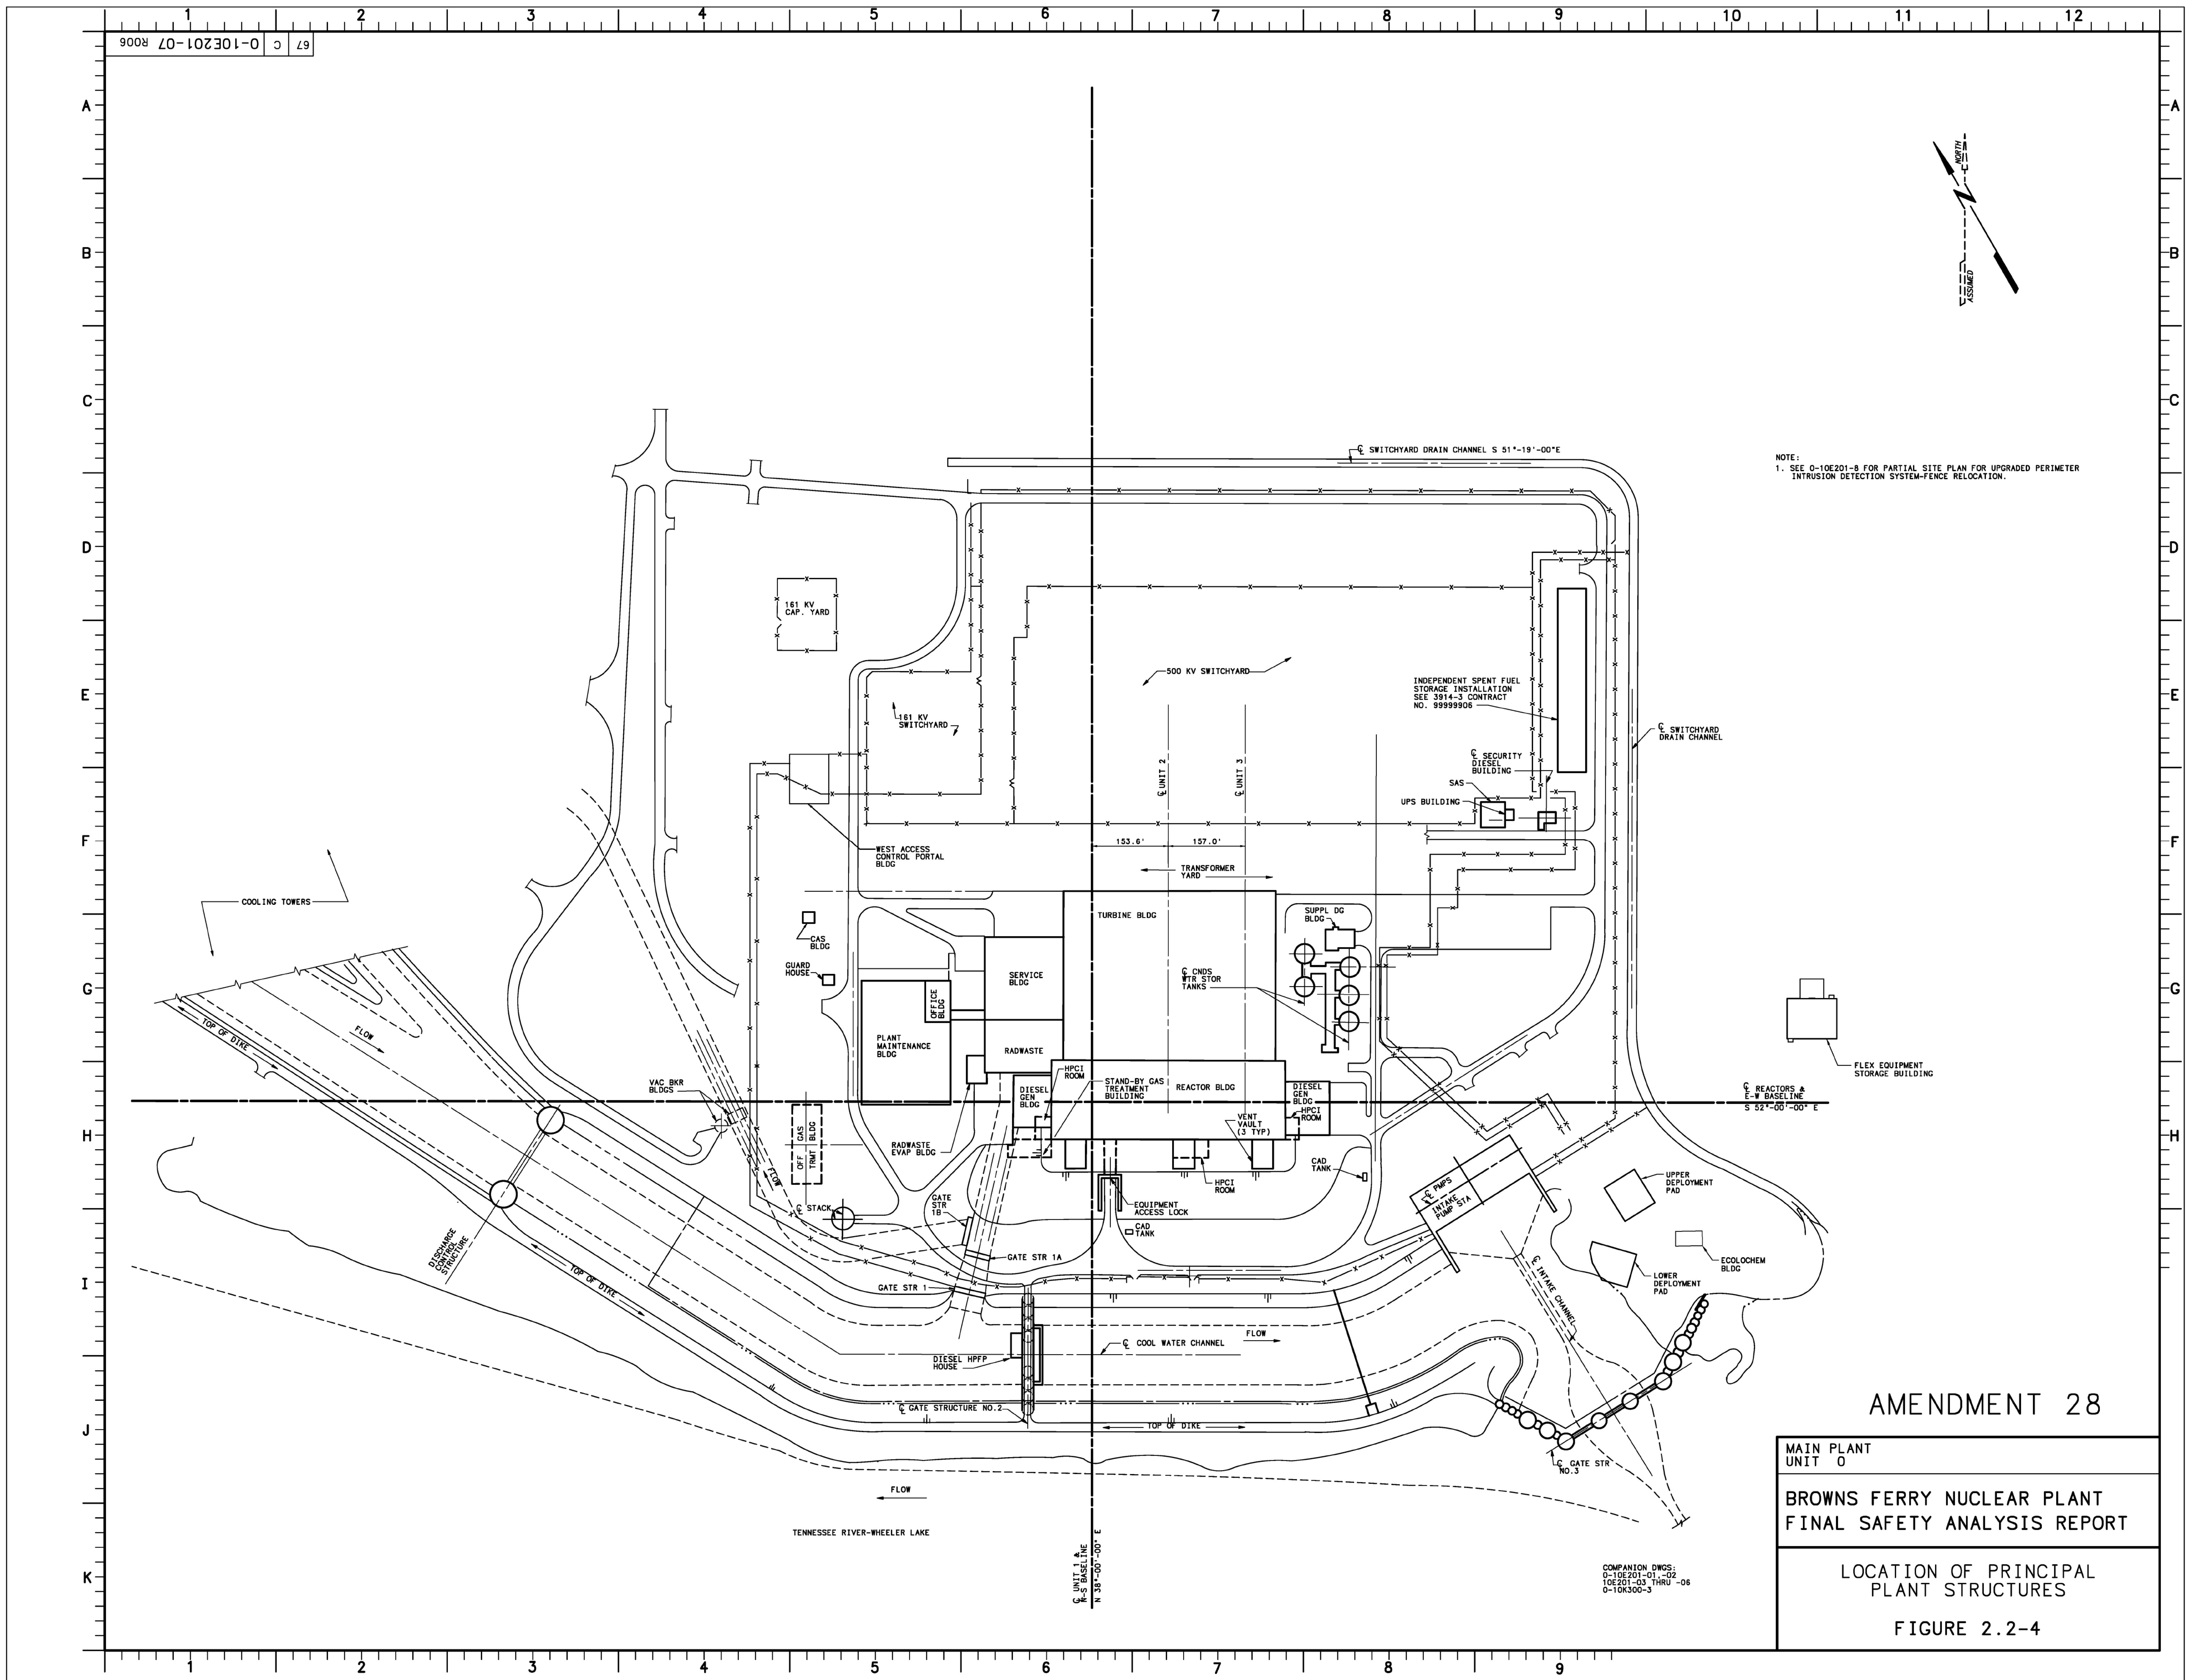 1 2 3 4 5 6 7 8 9 10 11 12
67 C 0-10E201-07 R006
A A
NORTH
B B
ASSUMED
C C
℄ SWITCHYARD DRAIN CHANNEL S 51°-19'-00"E
NOTE:
1. SEE 0-10E201-8 FOR PARTIAL SITE PLAN FOR UPGRADED PERIMETER
INTRUSION DETECTION SYSTEM-FENCE RELOCATION.
D D
161 KV
CAP. YARD
E E
500 KV SWITCHYARD
INDEPENDENT SPENT FUEL
STORAGE INSTALLATION
SEE 3914-3 CONTRACT
NO. 99999906
161 KV
SWITCHYARD
℄ SWITCHYARD
DRAIN CHANNEL
℄ SECURITY
DIESEL
BUILDING
℄ UNIT 2
℄ UNIT 3
SAS
UPS BUILDING
F F
153.6' 157.0'
WEST ACCESS
CONTROL PORTAL
BLDG
TRANSFORMER
YARD
COOLING TOWERS
TURBINE BLDG
SUPPL DG
BLDG
CAS
BLDG
GUARD
HOUSE
SERVICE
BLDG
℄ CNDS
WTR STOR
TANKS
G G
OFFICE
BLDG
TOP OF DIKE
FLOW
PLANT
MAINTENANCE
BLDG
RADWASTE
FLEX EQUIPMENT
STORAGE BUILDING
VAC BKR
BLDGS
HPCI
ROOM
DIESEL
GEN
BLDG
STAND-BY GAS
TREATMENT
BUILDING
REACTOR BLDG
DIESEL
GEN
BLDG
HPCI
ROOM
℄ REACTORS &
E-W BASELINE
S 52°-00'-00" E
H H
OFF GAS
TRMT BLDG
RADWASTE
EVAP BLDG
VENT
VAULT
(3 TYP)
FLOW
CAD
TANK
HPCI
ROOM
℄ PMPS
INTAKE
PUMP STA
UPPER
DEPLOYMENT
PAD
℄ STACK
GATE
STR
1B
EQUIPMENT
ACCESS LOCK
CAD
TANK
DISCHARGE
CONTROL
STRUCTURE
GATE STR 1A
ECOLOCHEM
BLDG
I I
TOP OF DIKE
GATE STR 1
℄ INTAKE CHANNEL
LOWER
DEPLOYMENT
PAD
℄ COOL WATER CHANNEL
FLOW
DIESEL HPFP
HOUSE
AMENDMENT 28
℄ GATE STRUCTURE NO.2
TOP OF DIKE
J J
℄ GATE STR
NO.3
MAIN PLANT
UNIT 0
FLOW
BROWNS FERRY NUCLEAR PLANT
FINAL SAFETY ANALYSIS REPORT
TENNESSEE RIVER-WHEELER LAKE
℄ UNIT 1 &
N-S BASELINE
N 38°-00'-00" E
COMPANION DWGS:
0-10E201-01,-02
10E201-03 THRU -06
0-10K300-3
K
LOCATION OF PRINCIPAL
PLANT STRUCTURES
FIGURE 2.2-4
1 2 3 4 5 6 7 8 9